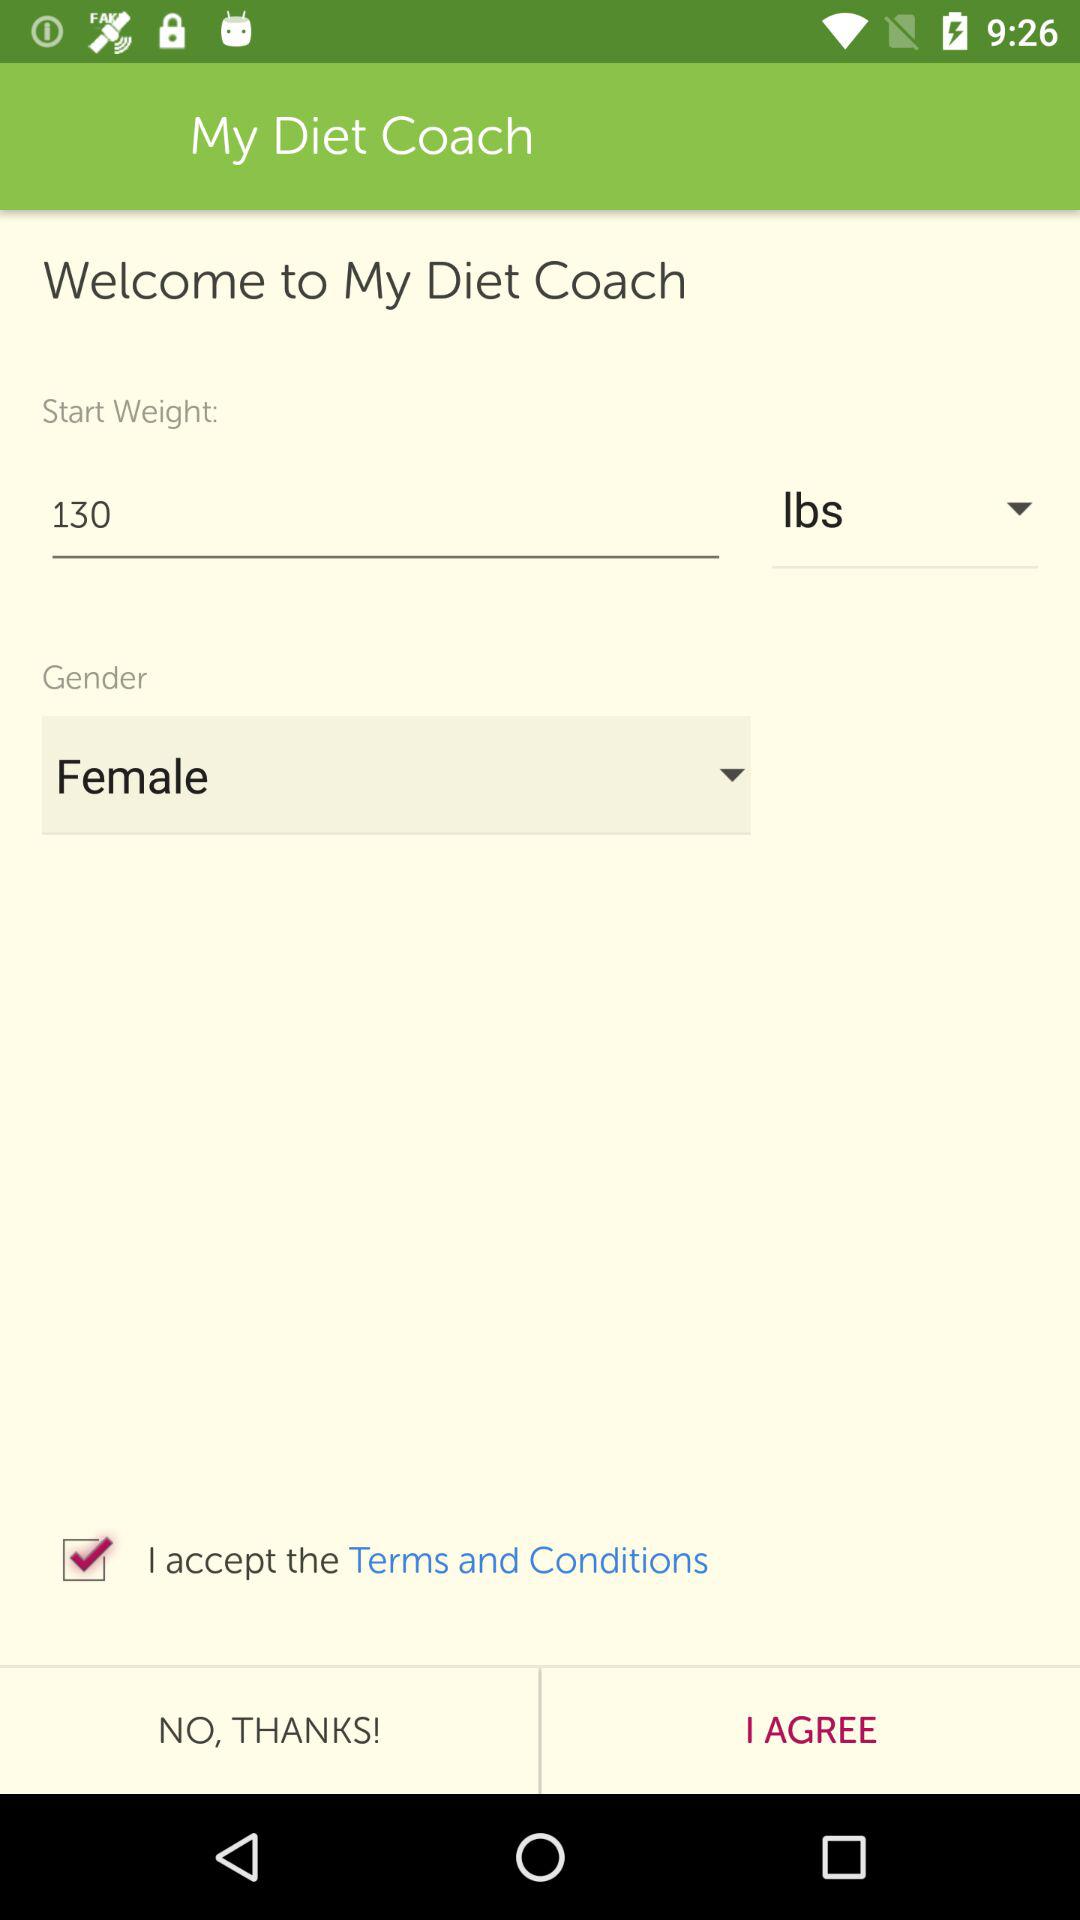 FAKE
9:26
My Diet Coach
Welcome to My Diet Coach
Start Weight:
130
lbs
Gender
Female
I accept the Terms and Conditions
NO, THANKS!
I AGREE